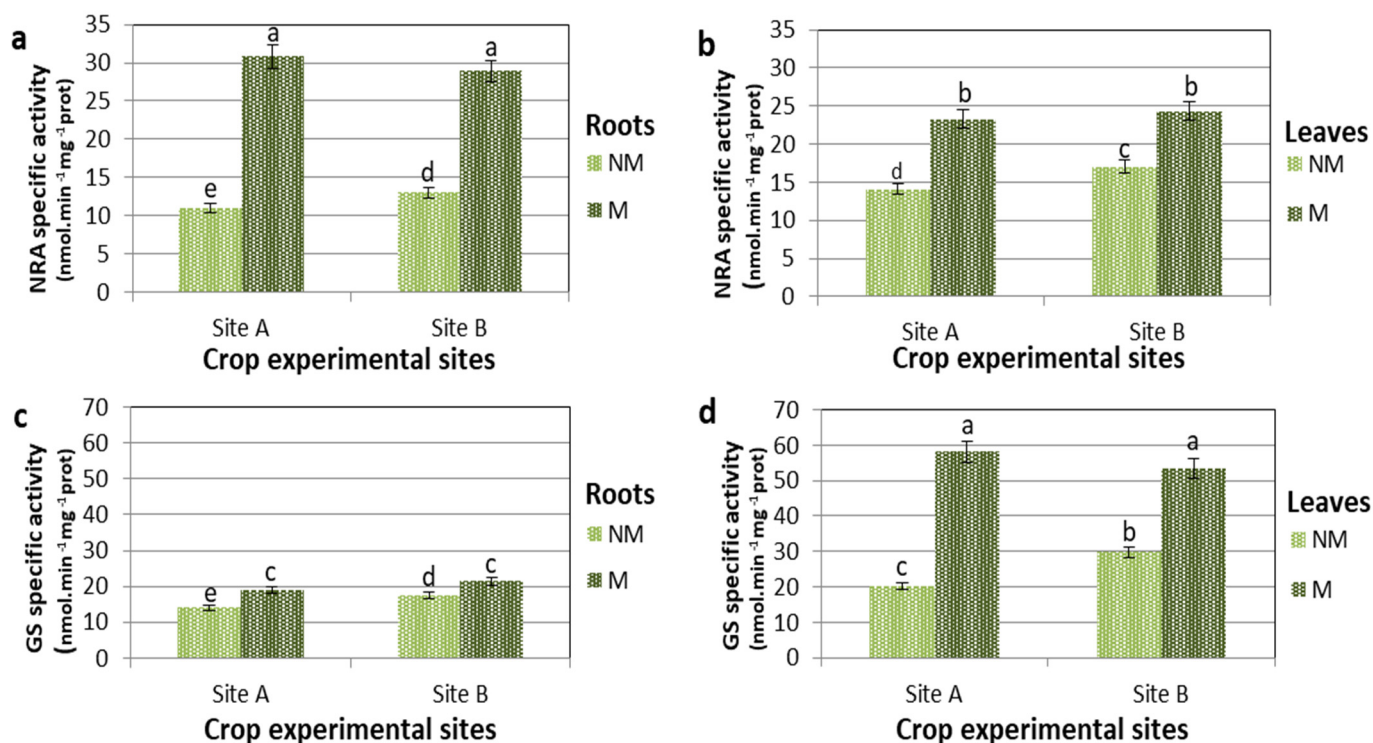 a
35
30
25
20
15
10
5
0
NRA specific activity
(nmol.min⁻¹mg⁻¹prot)
e
a
d
a
Site A
Site B
Crop experimental sites
Roots
NM
M
b
35
30
25
20
15
10
5
0
NRA specific activity
(nmol.min⁻¹mg⁻¹prot)
d
b
c
b
Site A
Site B
Crop experimental sites
Leaves
NM
M
c
70
60
50
40
30
20
10
0
GS specific activity
(nmol.min⁻¹mg⁻¹prot)
e
c
d
c
Site A
Site B
Crop experimental sites
Roots
NM
M
d
70
60
50
40
30
20
10
0
GS specific activity
(nmol.min⁻¹mg⁻¹prot)
c
a
b
a
Site A
Site B
Crop experimental sites
Leaves
NM
M